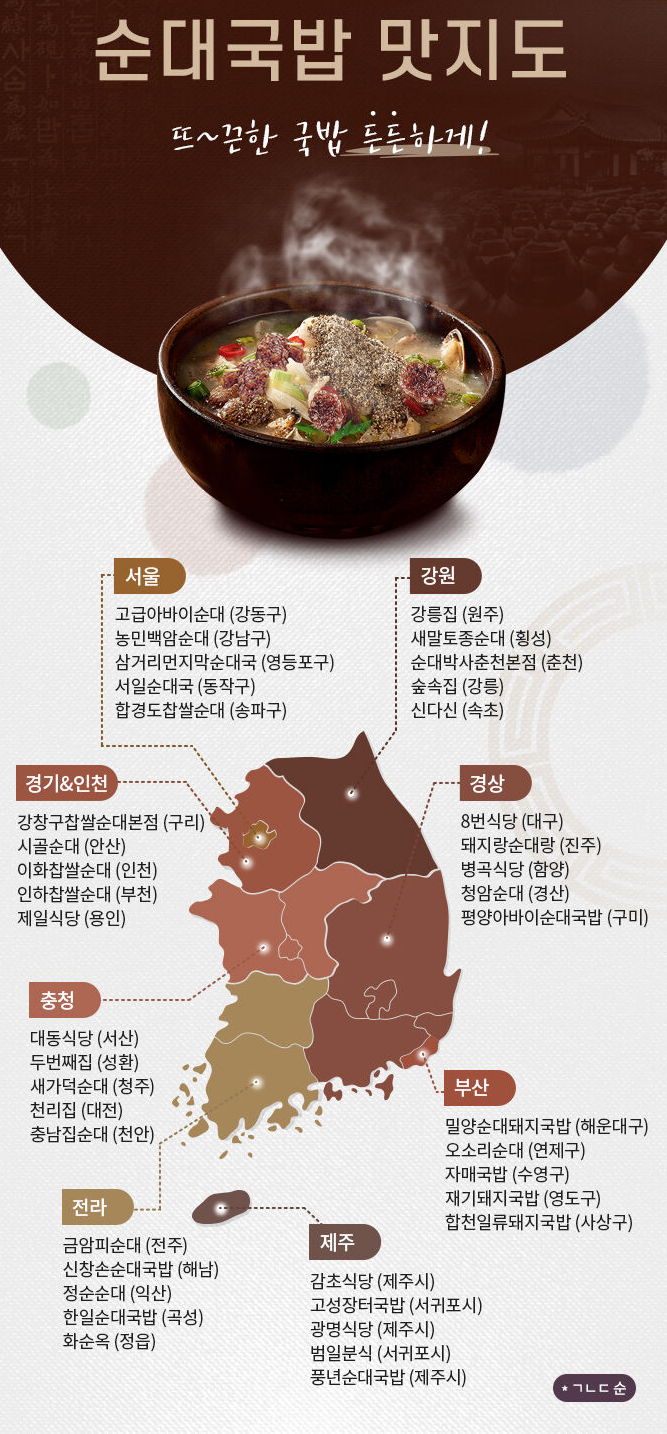 순대국밥 맛지도
뜨~끈한 국밥 든든하게!
서울
고급아바이순대 (강동구)
농민백암순대 (강남구)
삼거리먼지막순대국 (영등포구)
서일순대국 (동작구)
합경도찹쌀순대 (송파구)
강원
강릉집 (원주)
새말토종순대 (횡성)
순대박사춘천본점 (춘천)
숲속집 (강릉)
신다신 (속초)
경기&인천
강창구찹쌀순대본점 (구리)
시골순대 (안산)
이화찹쌀순대 (인천)
인하찹쌀순대 (부천)
제일식당 (용인)
경상
8번식당 (대구)
돼지랑순대랑 (진주)
병곡식당 (함양)
청암순대 (경산)
평양아바이순대국밥 (구미)
충청
대동식당 (서산)
두번째집 (성환)
새가덕순대 (청주)
천리집 (대전)
충남집순대 (천안)
부산
밀양순대돼지국밥 (해운대구)
오소리순대 (연제구)
자매국밥 (수영구)
재기돼지국밥 (영도구)
합천일류돼지국밥 (사상구)
전라
금암피순대 (전주)
신창손순대국밥 (해남)
정순순대 (익산)
한일순대국밥 (곡성)
화순옥 (정읍)
제주
감초식당 (제주시)
고성장터국밥 (서귀포시)
광명식당 (제주시)
범일분식 (서귀포시)
풍년순대국밥 (제주시)
* ㄱㄴㄷ 순